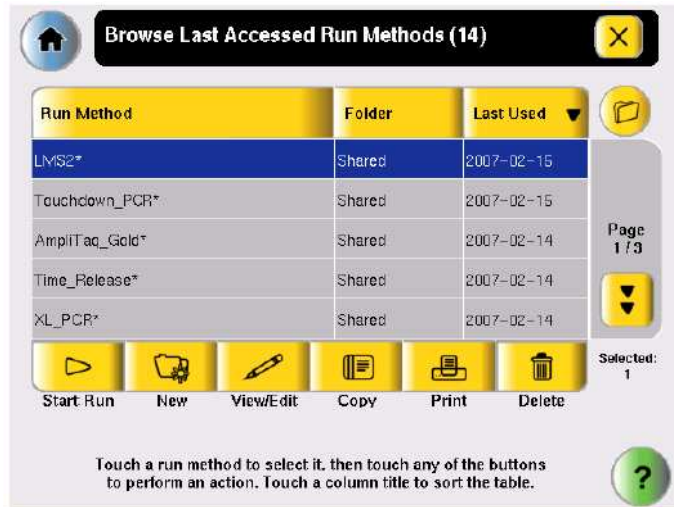 Browse Last Accessed Run Methods (14)
Run Method Folder Last Used
LMS2* Shared 2007-02-15
Touchdown_PCR* Shared 2007-02-15
AmpliTaq_Gold* Shared 2007-02-14
Time_Release* Shared 2007-02-14
XL_PCR* Shared 2007-02-14
Page
1 / 3
Selected:
1
Start Run New View/Edit Copy Print Delete
Touch a run method to select it, then touch any of the buttons
to perform an action. Touch a column title to sort the table.
?